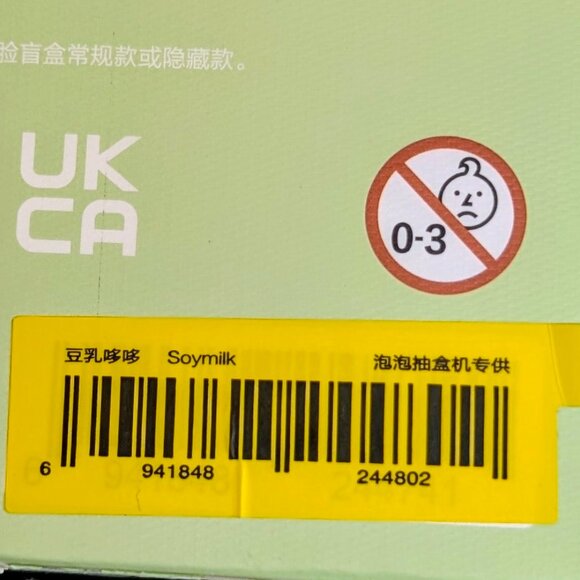 验盲盒常规款或隐藏款。
UK
CA
0-3
豆乳哆哆 Soymilk 泡泡抽盒机专供
6 941848 244802